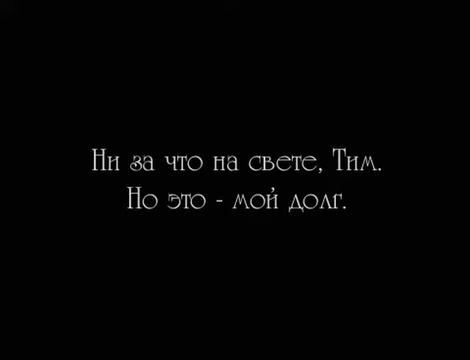 Ни за что на свете, Тим.
Но это - мой долг.